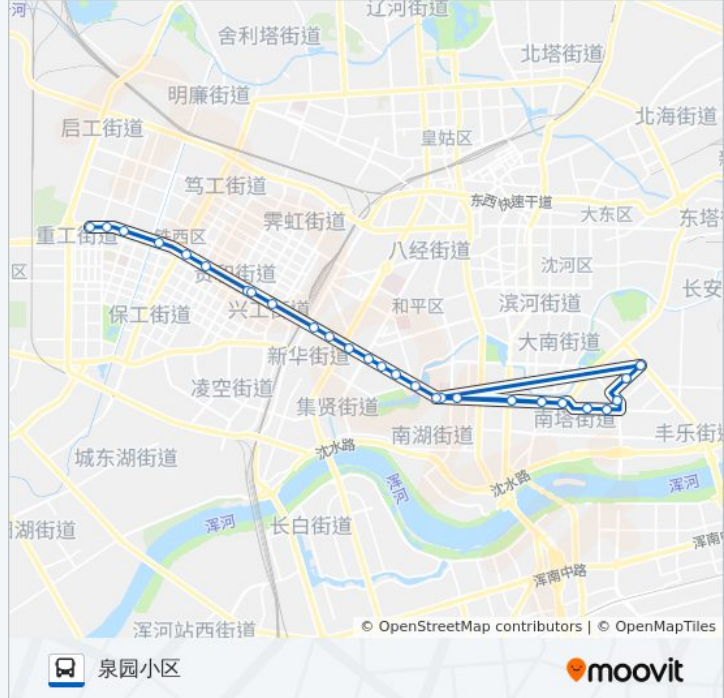 河
辽河街道
舍利塔街道
北塔街道
明廉街道
北海街道
启工街道
皇姑区
笃工街道
东西快速干道
霁虹街道
大东区
东塔
重工街道
铁西区
八经街道
区
沈河区
资和街道
长安
保工街道
兴工街道
和平区
滨河街道
大南街道
新华街道
凌空街道
集贤街道
南塔街道
南湖街道
丰乐街
沈水路
城东湖街道
浑河
沈水路
浑河
浑河
湖街道
长白街道
浑南中
浑南中路
浑河站西街道
© OpenStreetMap contributors | © OpenMapTiles
泉园小区
moovit